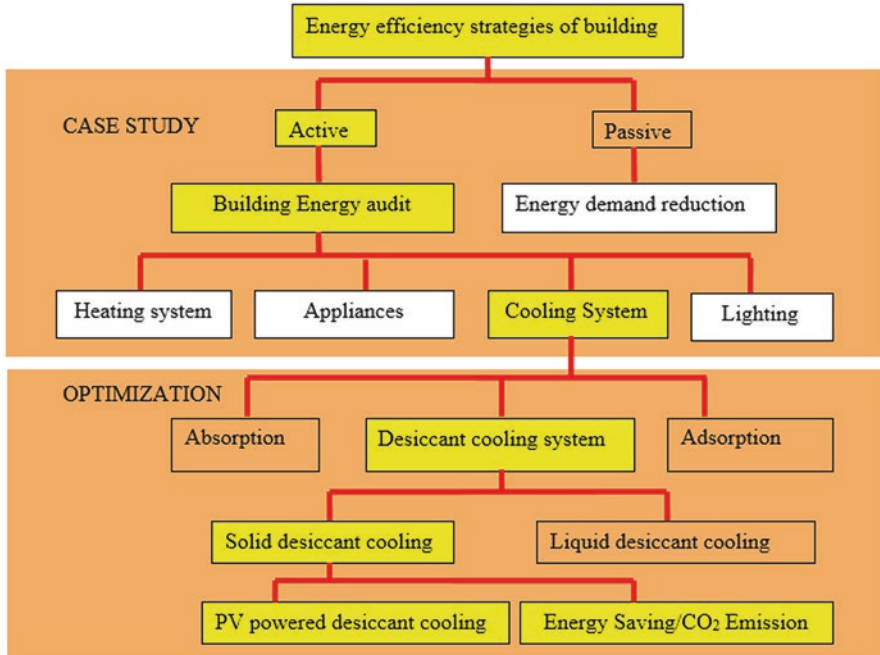 Energy efficiency strategies of building
CASE STUDY
Active
Passive
Building Energy audit
Energy demand reduction
Heating system
Appliances
Cooling System
Lighting
OPTIMIZATION
Absorption
Desiccant cooling system
Adsorption
Solid desiccant cooling
Liquid desiccant cooling
PV powered desiccant cooling
Energy Saving/CO₂ Emission